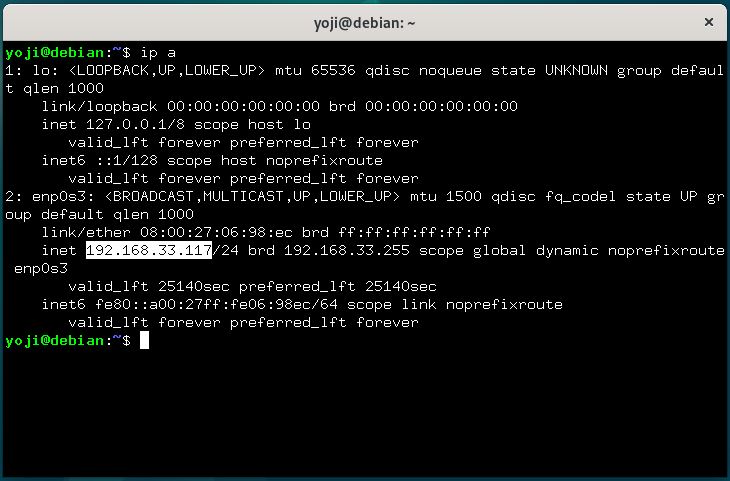 yoji@debian: ~
yoji@debian:~$ ip a
1: lo: <LOOPBACK,UP,LOWER_UP> mtu 65536 qdisc noqueue state UNKNOWN group defaul
t qlen 1000
    link/loopback 00:00:00:00:00:00 brd 00:00:00:00:00:00
    inet 127.0.0.1/8 scope host lo
       valid_lft forever preferred_lft forever
    inet6 ::1/128 scope host noprefixroute
       valid_lft forever preferred_lft forever
2: enp0s3: <BROADCAST,MULTICAST,UP,LOWER_UP> mtu 1500 qdisc fq_codel state UP gr
oup default qlen 1000
    link/ether 08:00:27:06:98:ec brd ff:ff:ff:ff:ff:ff
    inet 192.168.33.117/24 brd 192.168.33.255 scope global dynamic noprefixroute
 enp0s3
       valid_lft 25140sec preferred_lft 25140sec
    inet6 fe80::a00:27ff:fe06:98ec/64 scope link noprefixroute
       valid_lft forever preferred_lft forever
yoji@debian:~$